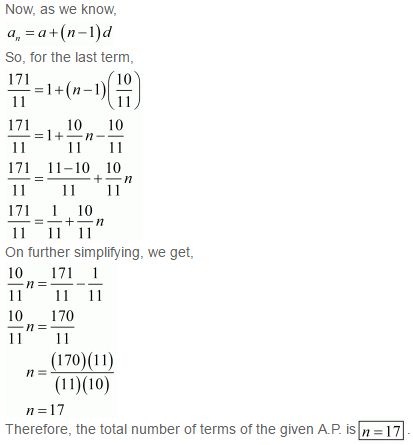 Now, as we know,
aₙ = a + (n − 1)d
So, for the last term,
171/11 = 1 + (n − 1)(10/11)
171/11 = 1 + 10/11 n − 10/11
171/11 = (11 − 10)/11 + 10/11 n
171/11 = 1/11 + 10/11 n
On further simplifying, we get,
10/11 n = 171/11 − 1/11
10/11 n = 170/11
n = (170)(11)/(11)(10)
n = 17
Therefore, the total number of terms of the given A.P. is n = 17 .